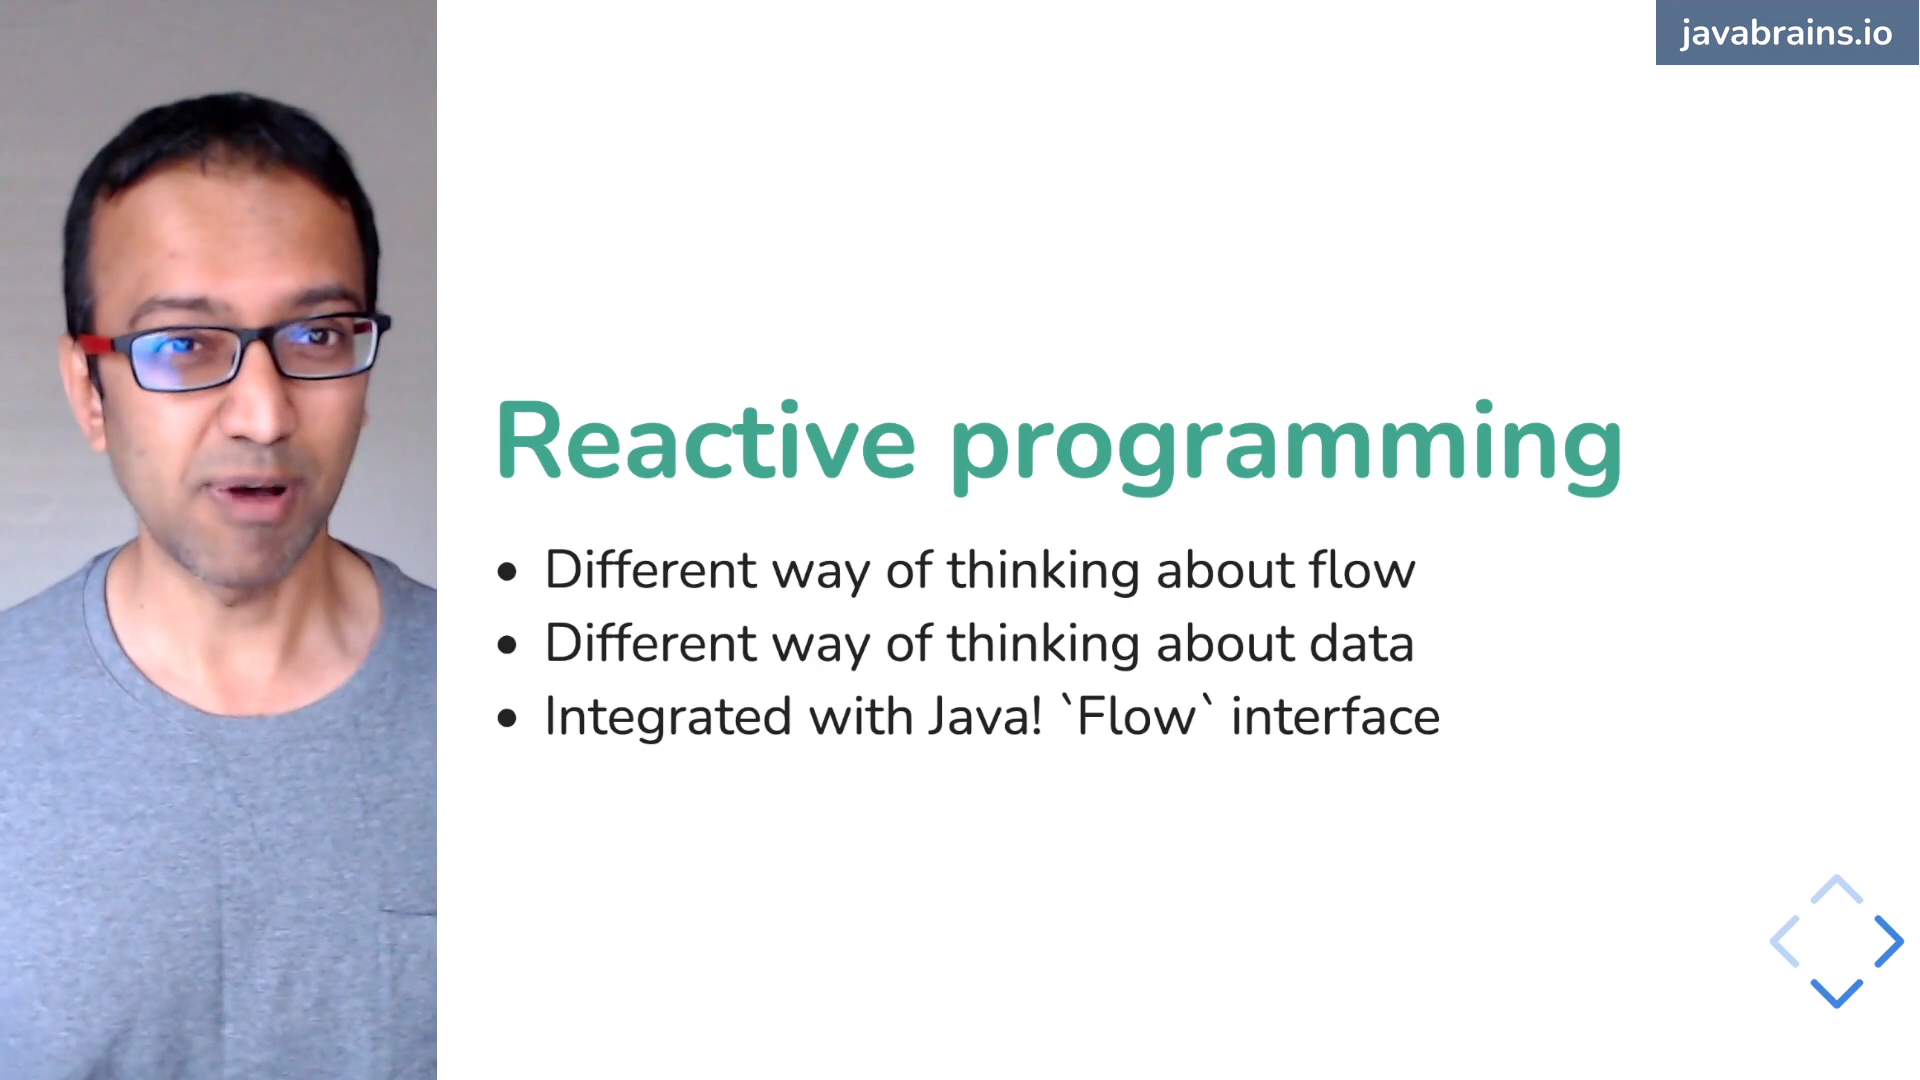 javabrains.io
Reactive programming
• Different way of thinking about flow
• Different way of thinking about data
• Integrated with Java! `Flow` interface